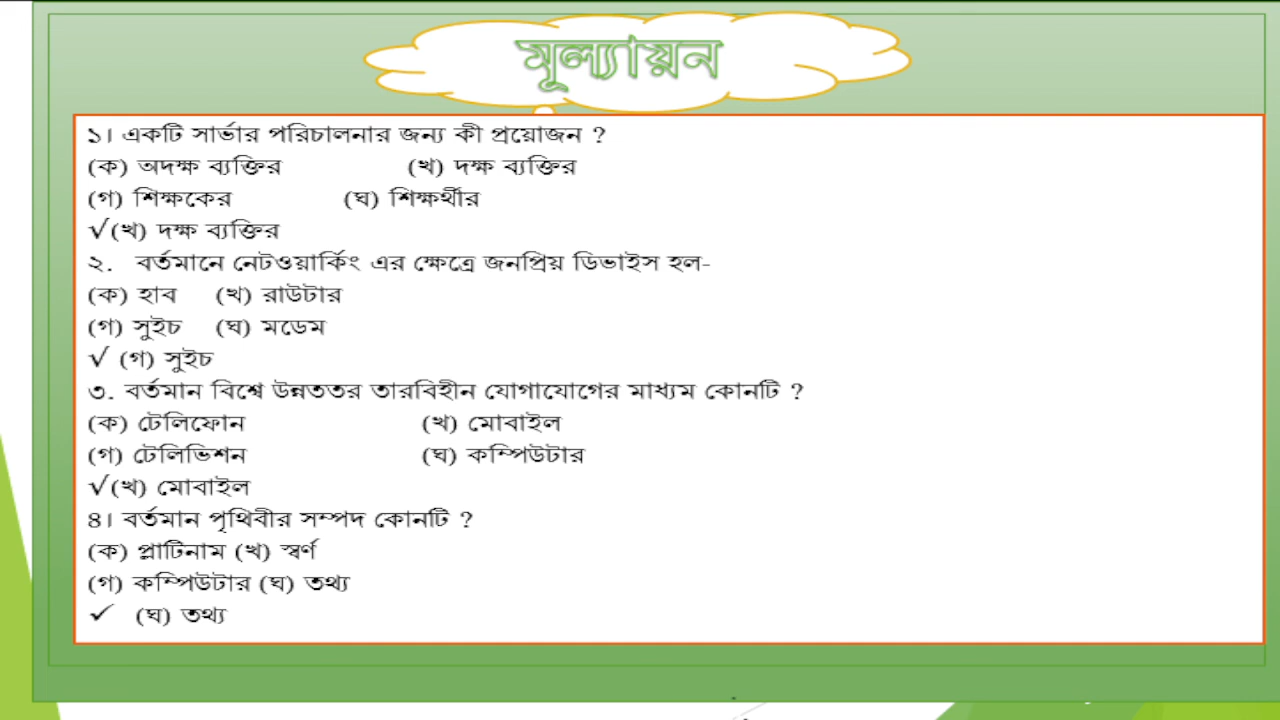 মূল্যায়ন
১। একটি সার্ভার পরিচালনার জন্য কী প্রয়োজন ?
(ক) অদক্ষ ব্যক্তির (খ) দক্ষ ব্যক্তির
(গ) শিক্ষকের (ঘ) শিক্ষর্থীর
√(খ) দক্ষ ব্যক্তির
২. বর্তমানে নেটওয়ার্কিং এর ক্ষেত্রে জনপ্রিয় ডিভাইস হল-
(ক) হাব (খ) রাউটার
(গ) সুইচ (ঘ) মডেম
√ (গ) সুইচ
৩. বর্তমান বিশ্বে উন্নততর তারবিহীন যোগাযোগের মাধ্যম কোনটি ?
(ক) টেলিফোন (খ) মোবাইল
(গ) টেলিভিশন (ঘ) কম্পিউটার
√(খ) মোবাইল
৪। বর্তমান পৃথিবীর সম্পদ কোনটি ?
(ক) প্লাটিনাম (খ) স্বর্ণ
(গ) কম্পিউটার (ঘ) তথ্য
✓ (ঘ) তথ্য